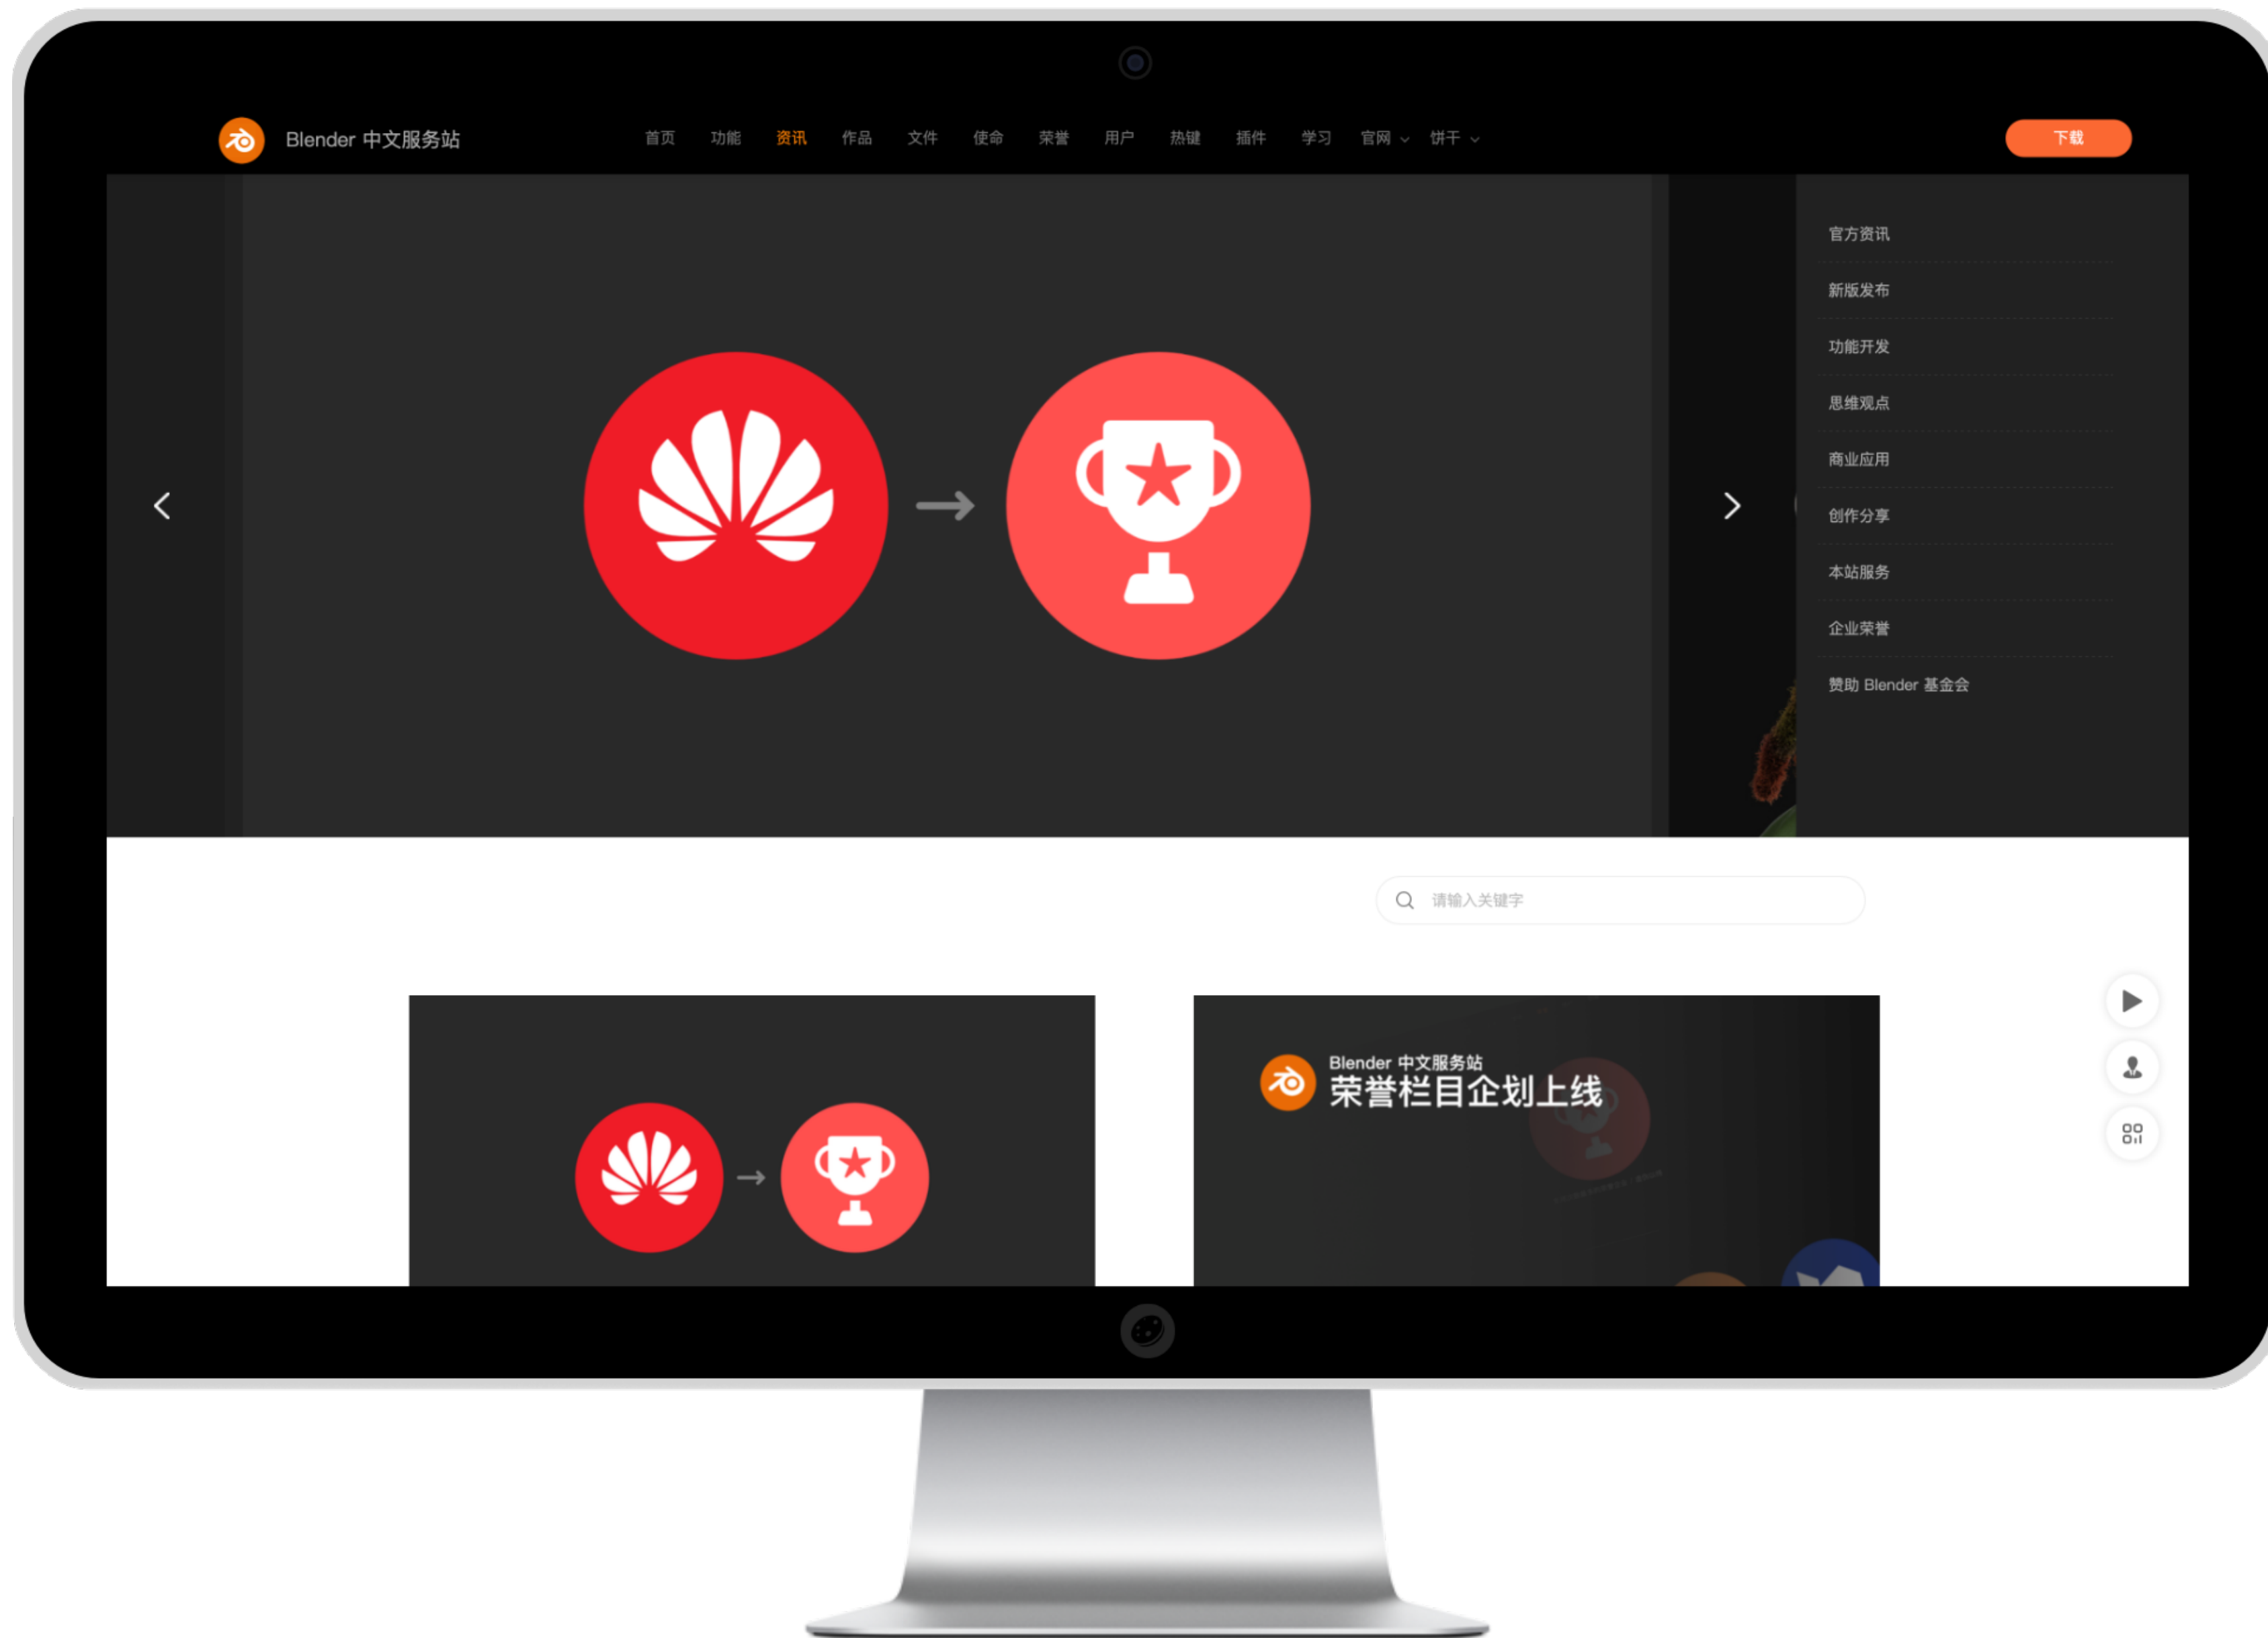 Blender 中文服务站
首页 功能 资讯 作品 文件 使命 荣誉 用户 热键 插件 学习 官网 饼干
下载
官方资讯
新版发布
功能开发
思维观点
商业应用
创作分享
本站服务
企业荣誉
赞助 Blender 基金会
请输入关键字
Blender 中文服务站
荣誉栏目企划上线